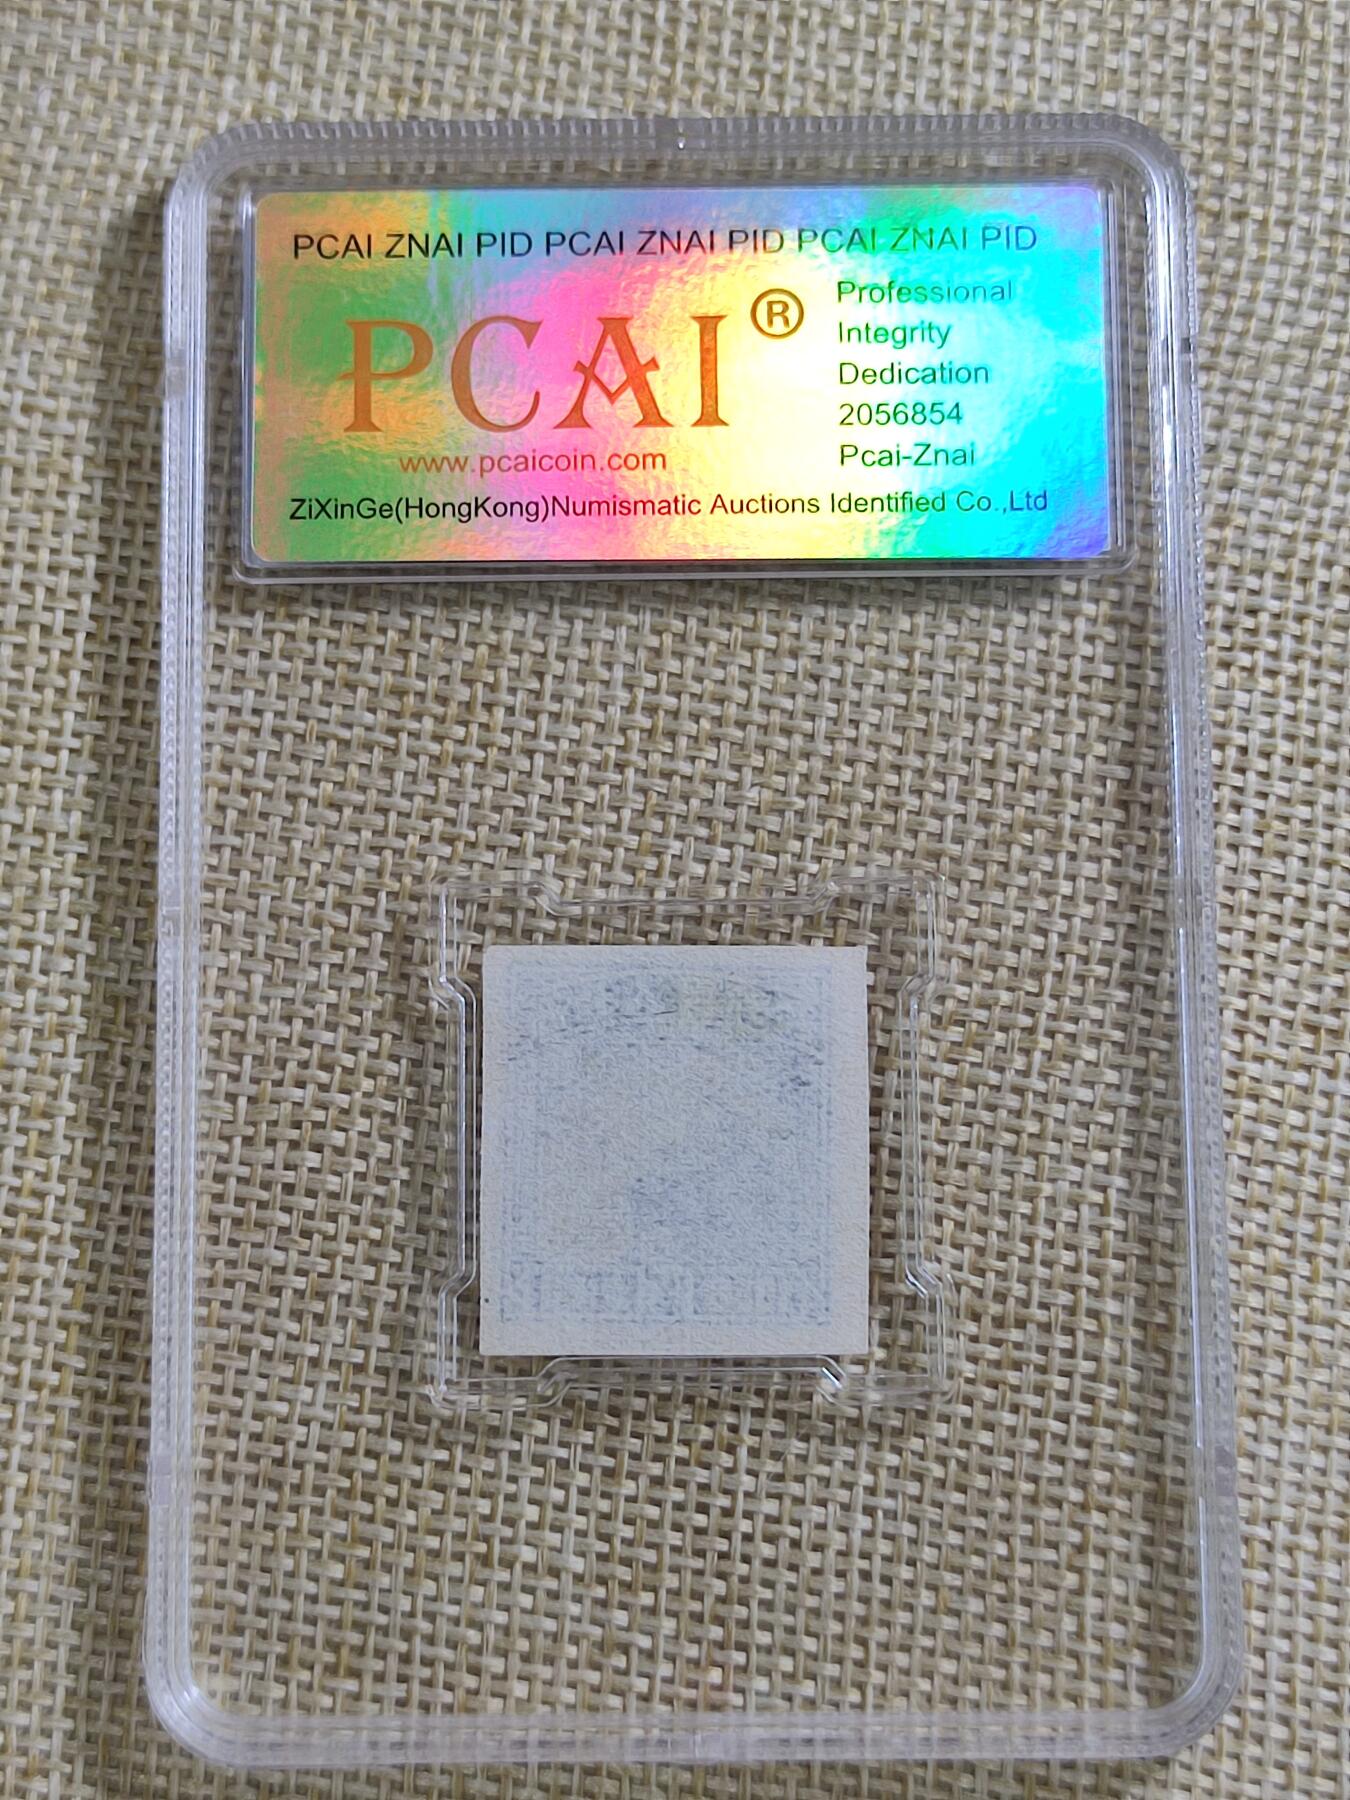 PCAI ZNAI PID PCAI ZNAI PID PCAI ZNAI PID
PCAI®
www.pcaicoin.com
Professional
Integrity
Dedication
2056854
Pcai-Znai
ZiXinGe(HongKong)Numismatic Auctions Identified Co.,Ltd